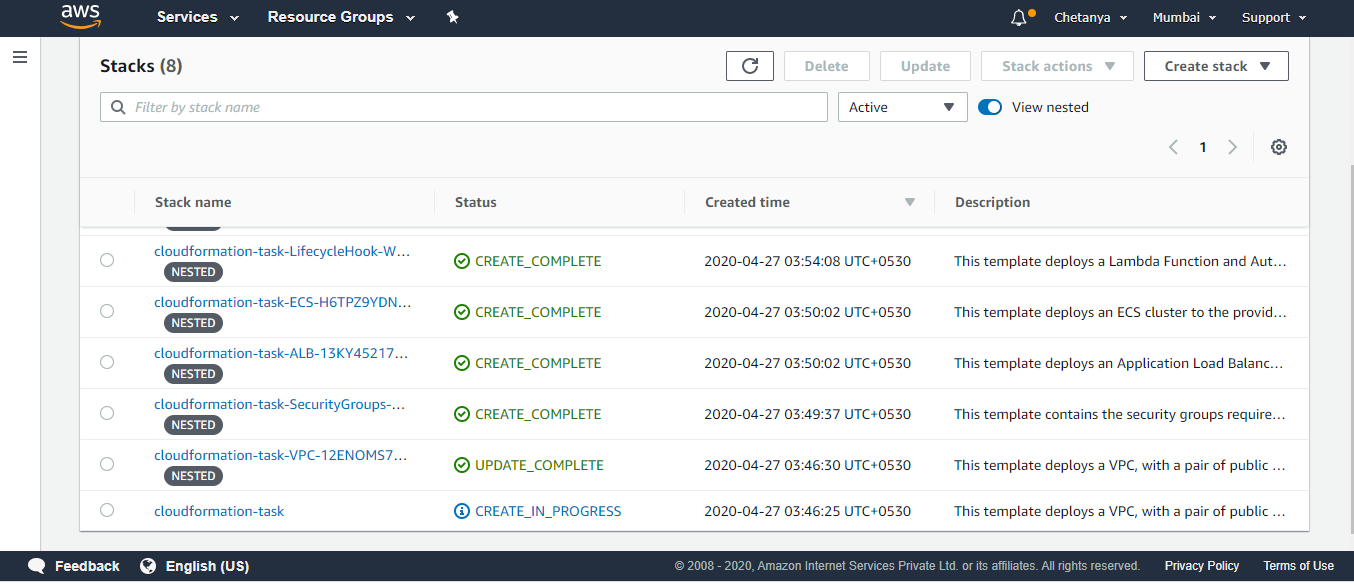 aws Services Resource Groups Chetanya Mumbai Support
Stacks (8) Delete Update Stack actions Create stack
Filter by stack name Active View nested
1
Stack name Status Created time Description
cloudformation-task-LifecycleHook-W… CREATE_COMPLETE 2020-04-27 03:54:08 UTC+0530 This template deploys a Lambda Function and Aut…
NESTED
cloudformation-task-ECS-H6TPZ9YDN… CREATE_COMPLETE 2020-04-27 03:50:02 UTC+0530 This template deploys an ECS cluster to the provid…
NESTED
cloudformation-task-ALB-13KY45217… CREATE_COMPLETE 2020-04-27 03:50:02 UTC+0530 This template deploys an Application Load Balanc…
NESTED
cloudformation-task-SecurityGroups-… CREATE_COMPLETE 2020-04-27 03:49:37 UTC+0530 This template contains the security groups require…
NESTED
cloudformation-task-VPC-12ENOMS7… UPDATE_COMPLETE 2020-04-27 03:46:30 UTC+0530 This template deploys a VPC, with a pair of public …
NESTED
cloudformation-task CREATE_IN_PROGRESS 2020-04-27 03:46:25 UTC+0530 This template deploys a VPC, with a pair of public …
Feedback English (US) © 2008 - 2020, Amazon Internet Services Private Ltd. or its affiliates. All rights reserved. Privacy Policy Terms of Use